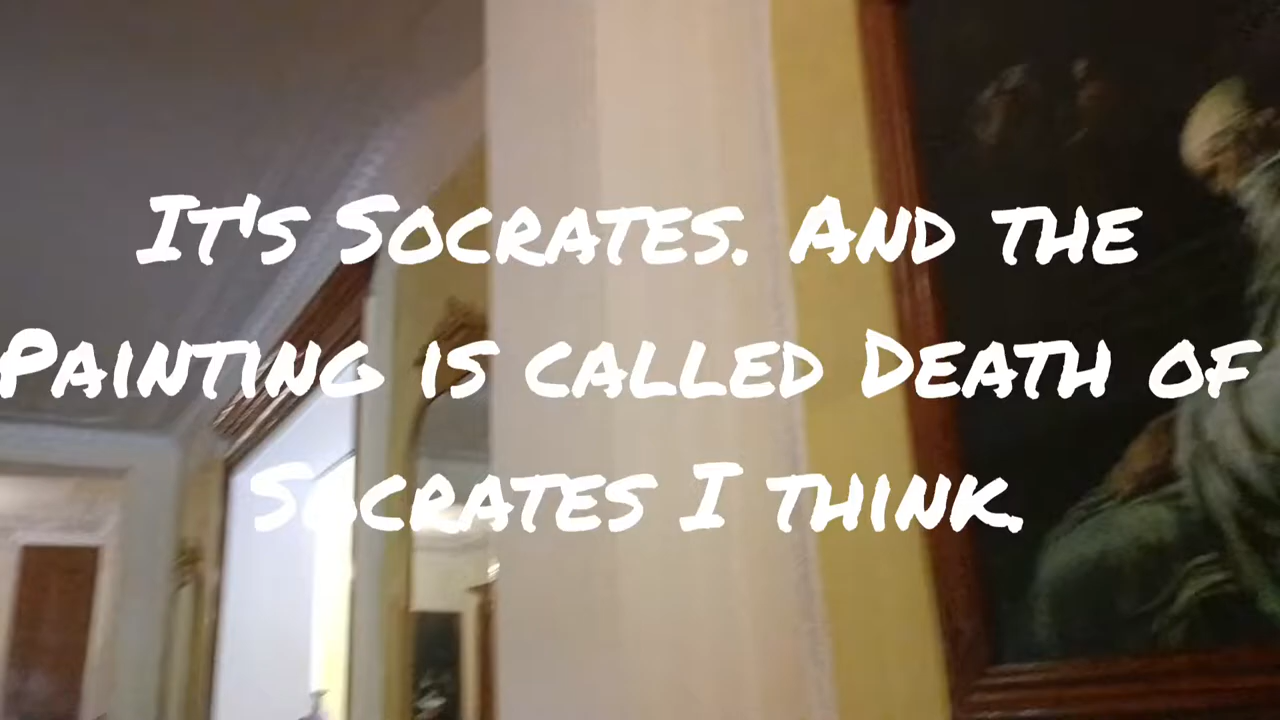 It's Socrates. And the
Painting is called Death of
Socrates I think.